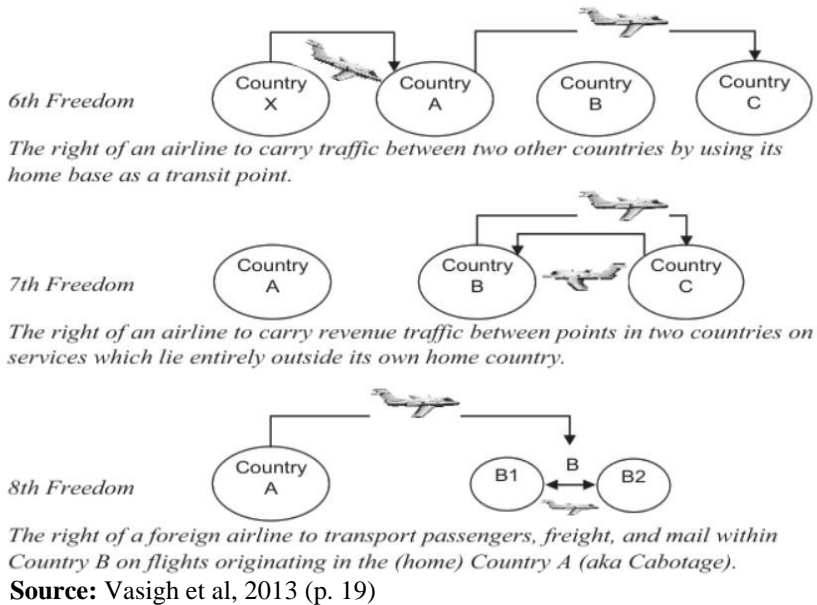 6th Freedom
Country X
Country A
Country B
Country C
The right of an airline to carry traffic between two other countries by using its
home base as a transit point.
7th Freedom
Country A
Country B
Country C
The right of an airline to carry revenue traffic between points in two countries on
services which lie entirely outside its own home country.
8th Freedom
Country A
B1
B
B2
The right of a foreign airline to transport passengers, freight, and mail within
Country B on flights originating in the (home) Country A (aka Cabotage).
Source: Vasigh et al, 2013 (p. 19)